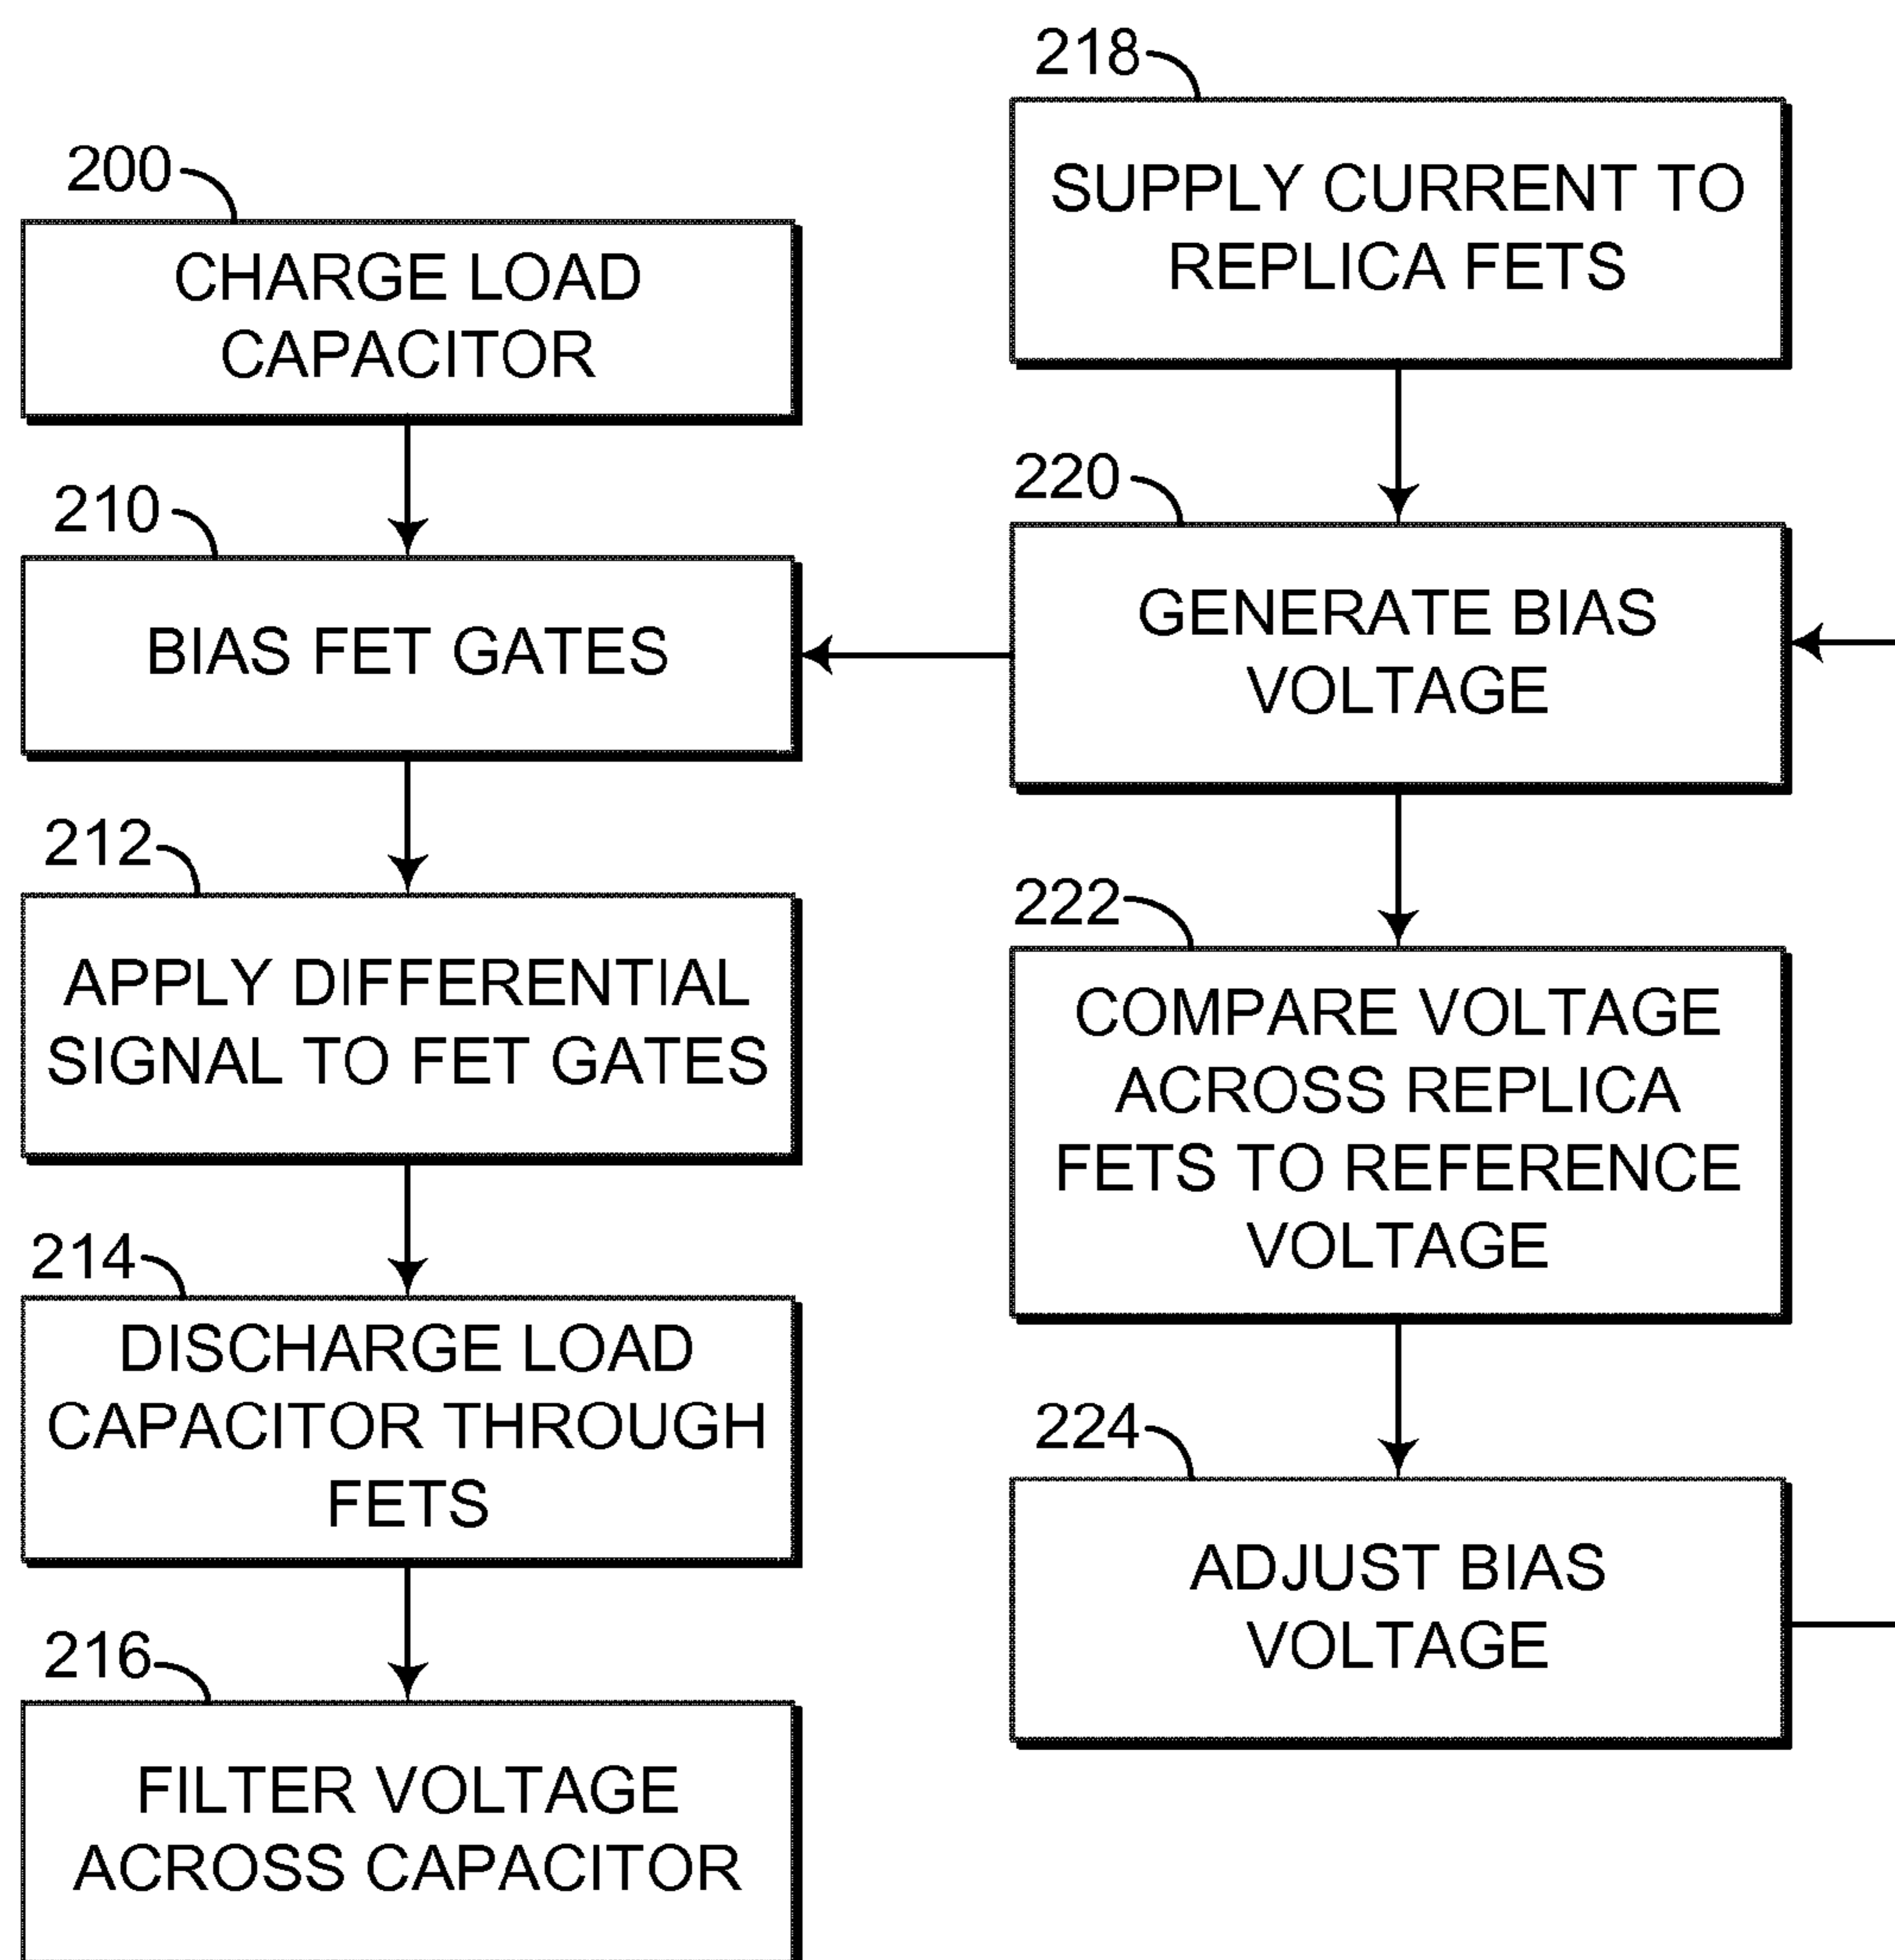 200
CHARGE LOAD
CAPACITOR
210
BIAS FET GATES
212
APPLY DIFFERENTIAL
SIGNAL TO FET GATES
214
DISCHARGE LOAD
CAPACITOR THROUGH
FETS
216
FILTER VOLTAGE
ACROSS CAPACITOR
218
SUPPLY CURRENT TO
REPLICA FETS
220
GENERATE BIAS
VOLTAGE
222
COMPARE VOLTAGE
ACROSS REPLICA
FETS TO REFERENCE
VOLTAGE
224
ADJUST BIAS
VOLTAGE